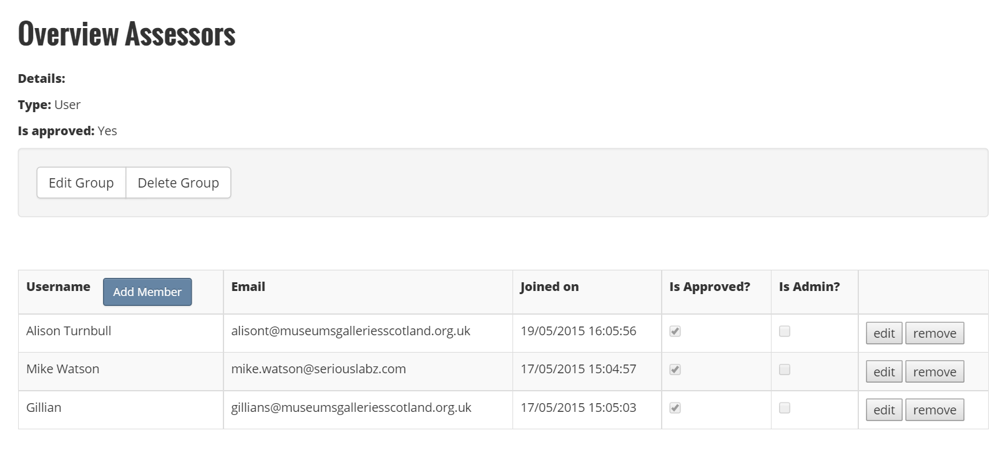 Overview Assessors
Details:
Type: User
Is approved: Yes
Edit Group Delete Group
Username Add Member Email Joined on Is Approved? Is Admin?
Alison Turnbull alisont@museumsgalleriesscotland.org.uk 19/05/2015 16:05:56 edit remove
Mike Watson mike.watson@seriouslabz.com 17/05/2015 15:04:57 edit remove
Gillian gillians@museumsgalleriesscotland.org.uk 17/05/2015 15:05:03 edit remove